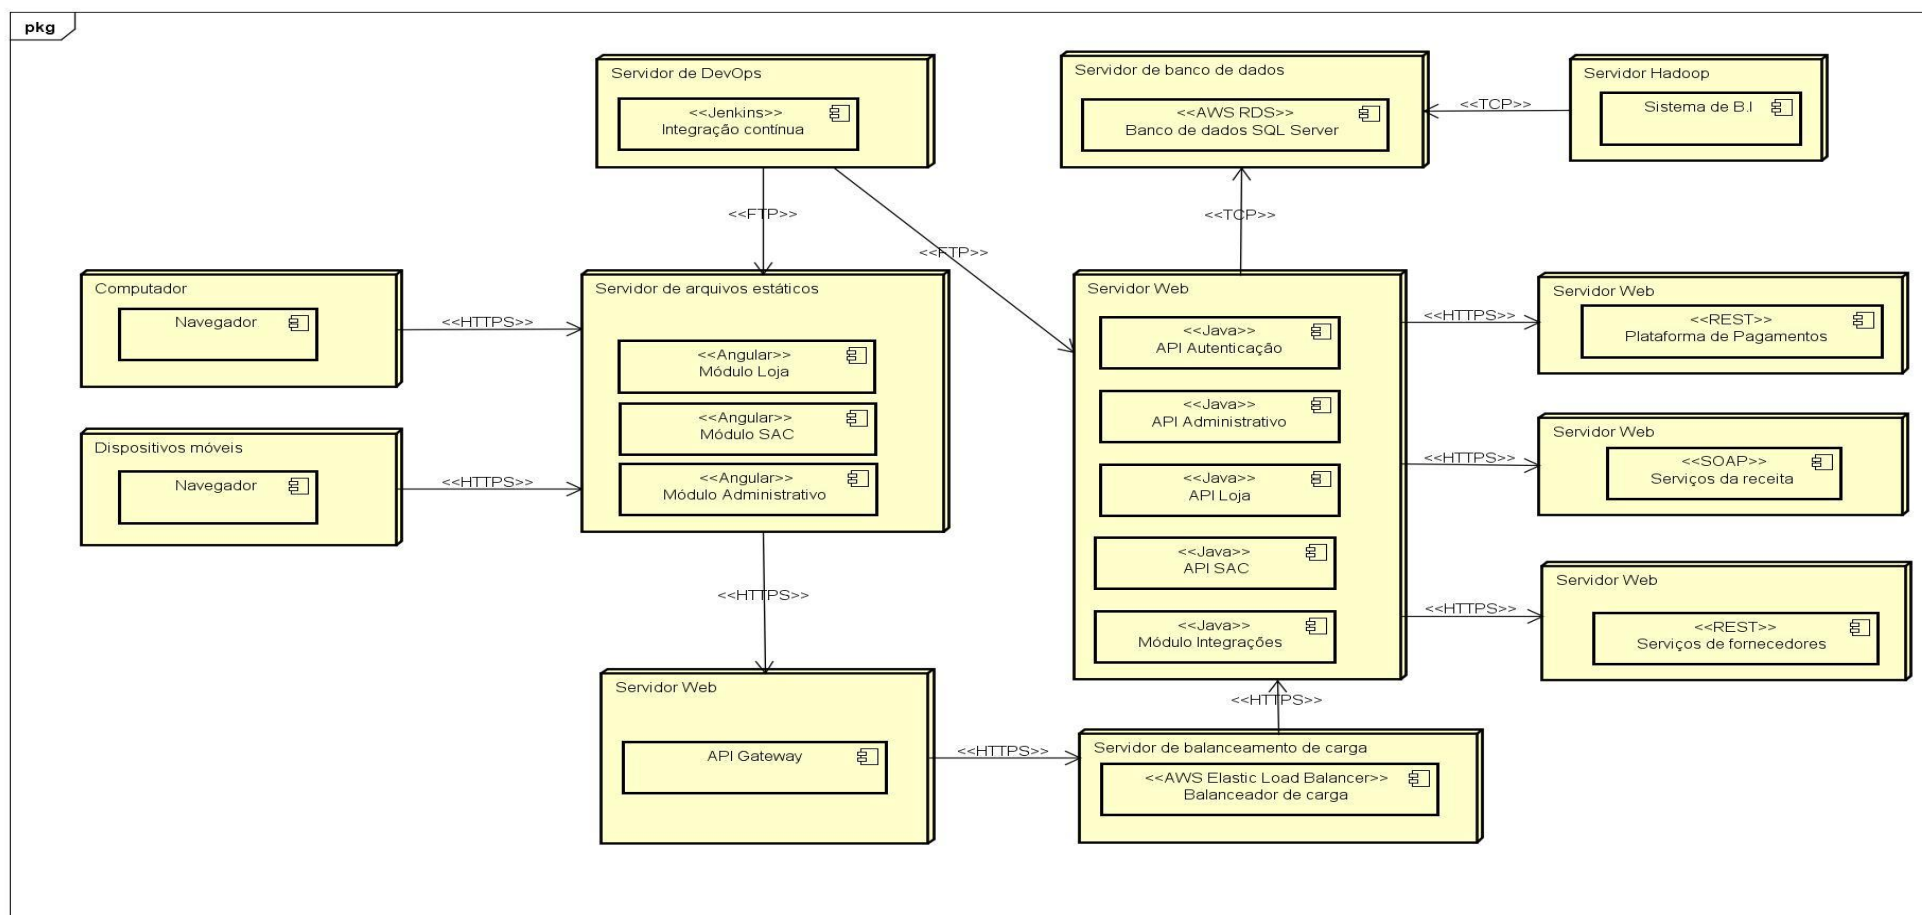 pkg
Servidor de DevOps
<<Jenkins>>
Integração contínua
Servidor de banco de dados
<<AWS RDS>>
Banco de dados SQL Server
<<TCP>>
Servidor Hadoop
Sistema de B.I
<<FTP>>
<<FTP>>
<<TCP>>
Computador
Navegador
<<HTTPS>>
Dispositivos móveis
Navegador
<<HTTPS>>
Servidor de arquivos estáticos
<<Angular>>
Módulo Loja
<<Angular>>
Módulo SAC
<<Angular>>
Módulo Administrativo
Servidor Web
<<Java>>
API Autenticação
<<Java>>
API Administrativo
<<Java>>
API Loja
<<Java>>
API SAC
<<Java>>
Módulo Integrações
<<HTTPS>>
Servidor Web
<<REST>>
Plataforma de Pagamentos
<<HTTPS>>
Servidor Web
<<SOAP>>
Serviços da receita
<<HTTPS>>
Servidor Web
<<REST>>
Serviços de fornecedores
<<HTTPS>>
Servidor Web
API Gateway
<<HTTPS>>
<<HTTPS>>
Servidor de balanceamento de carga
<<AWS Elastic Load Balancer>>
Balanceador de carga